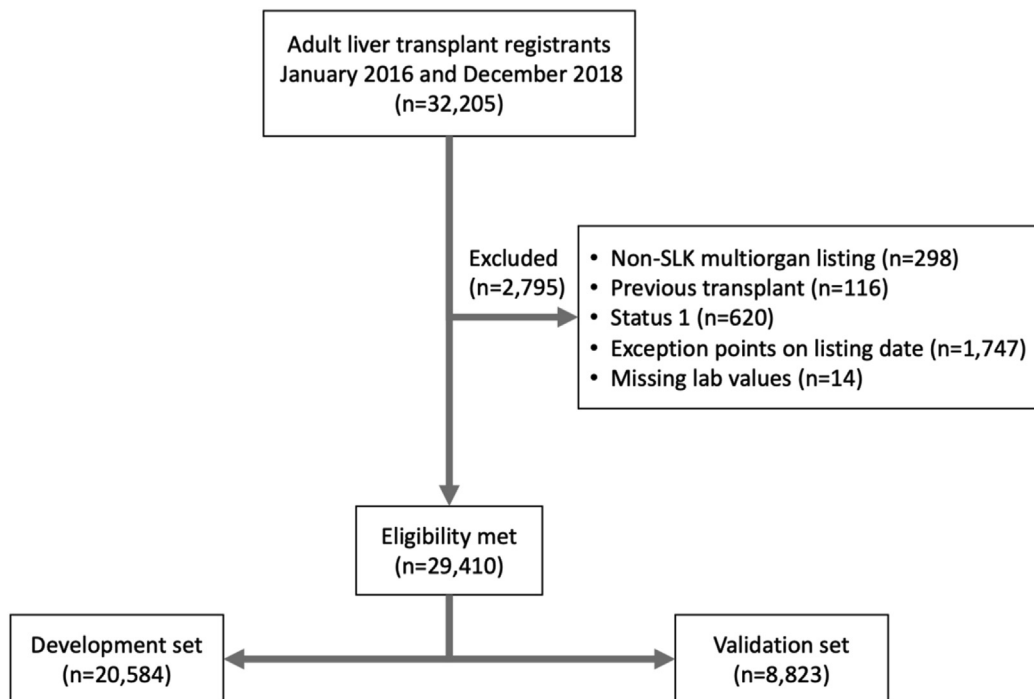 Adult liver transplant registrants
January 2016 and December 2018
(n=32,205)
Excluded
(n=2,795)
• Non-SLK multiorgan listing (n=298)
• Previous transplant (n=116)
• Status 1 (n=620)
• Exception points on listing date (n=1,747)
• Missing lab values (n=14)
Eligibility met
(n=29,410)
Development set
(n=20,584)
Validation set
(n=8,823)